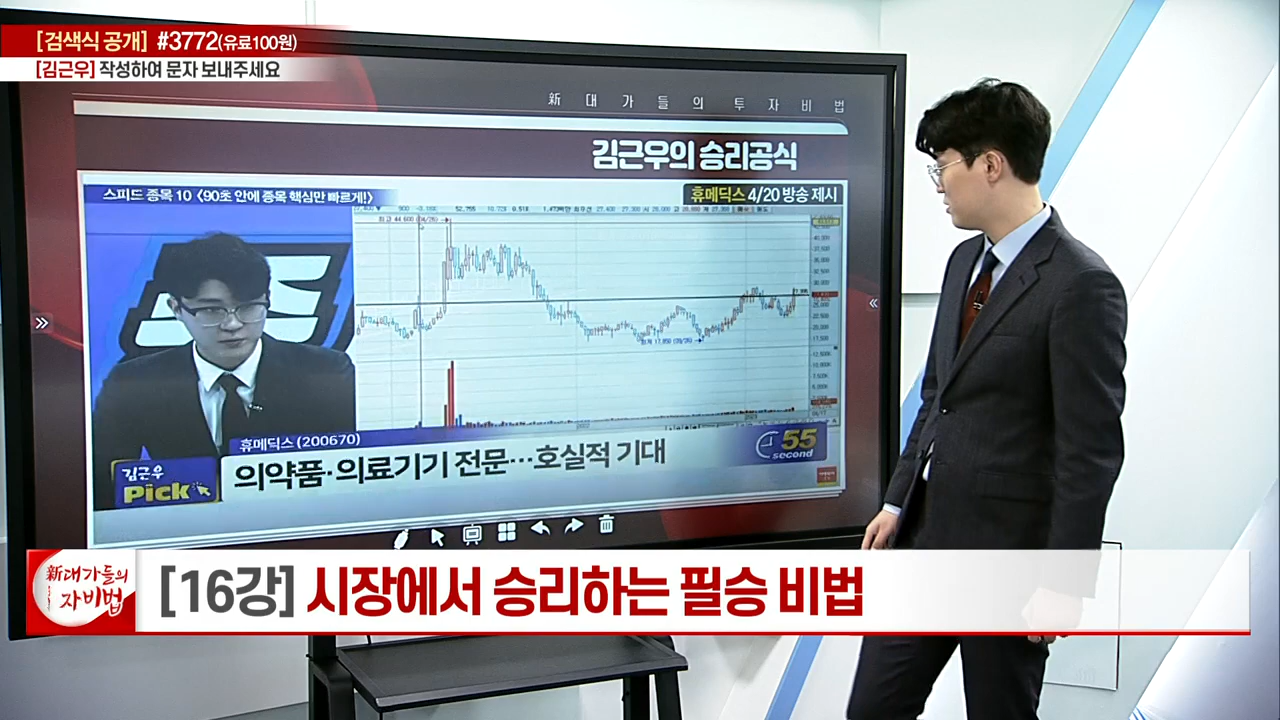 [검색식 공개] #3772(유료100원)
[김근우] 작성하여 문자 보내주세요
新 대 가 들 의 투 자 비 법
김근우의 승리공식
스피드 종목 10 《90초 안에 종목 핵심만 빠르게!》
휴메딕스 4/20 방송 제시
최고 44,600 (04/26)
휴메딕스 (200670)
김근우
Pick
의약품·의료기기 전문…호실적 기대
55
second
新대가들의
자비법
[16강] 시장에서 승리하는 필승 비법